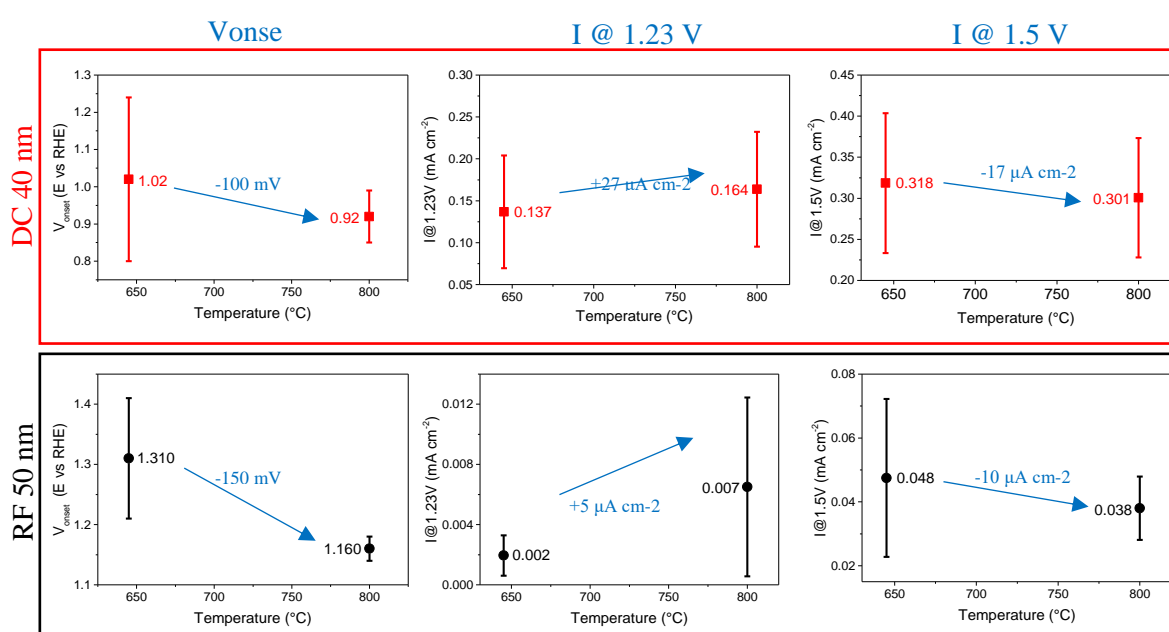 Vonse
I @ 1.23 V
I @ 1.5 V
DC 40 nm
V_onset (E vs RHE)
1.3
1.2
1.1
1.0
0.9
0.8
1.02
-100 mV
0.92
650
700
750
800
Temperature (°C)
I@1.23V (mA cm⁻²)
0.30
0.25
0.20
0.15
0.10
0.05
0.137
+27 µA cm-2
0.164
650
700
750
800
Temperature (°C)
I@1.5V (mA cm⁻²)
0.45
0.40
0.35
0.30
0.25
0.20
0.318
-17 µA cm-2
0.301
650
700
750
800
Temperature (°C)
RF 50 nm
V_onset (E vs RHE)
1.4
1.3
1.2
1.1
1.310
-150 mV
1.160
650
700
750
800
Temperature (°C)
I@1.23V (mA cm⁻²)
0.012
0.008
0.004
0.000
0.002
+5 µA cm-2
0.007
650
700
750
800
Temperature (°C)
I@1.5V (mA cm⁻²)
0.08
0.06
0.04
0.02
0.048
-10 µA cm-2
0.038
650
700
750
800
Temperature (°C)